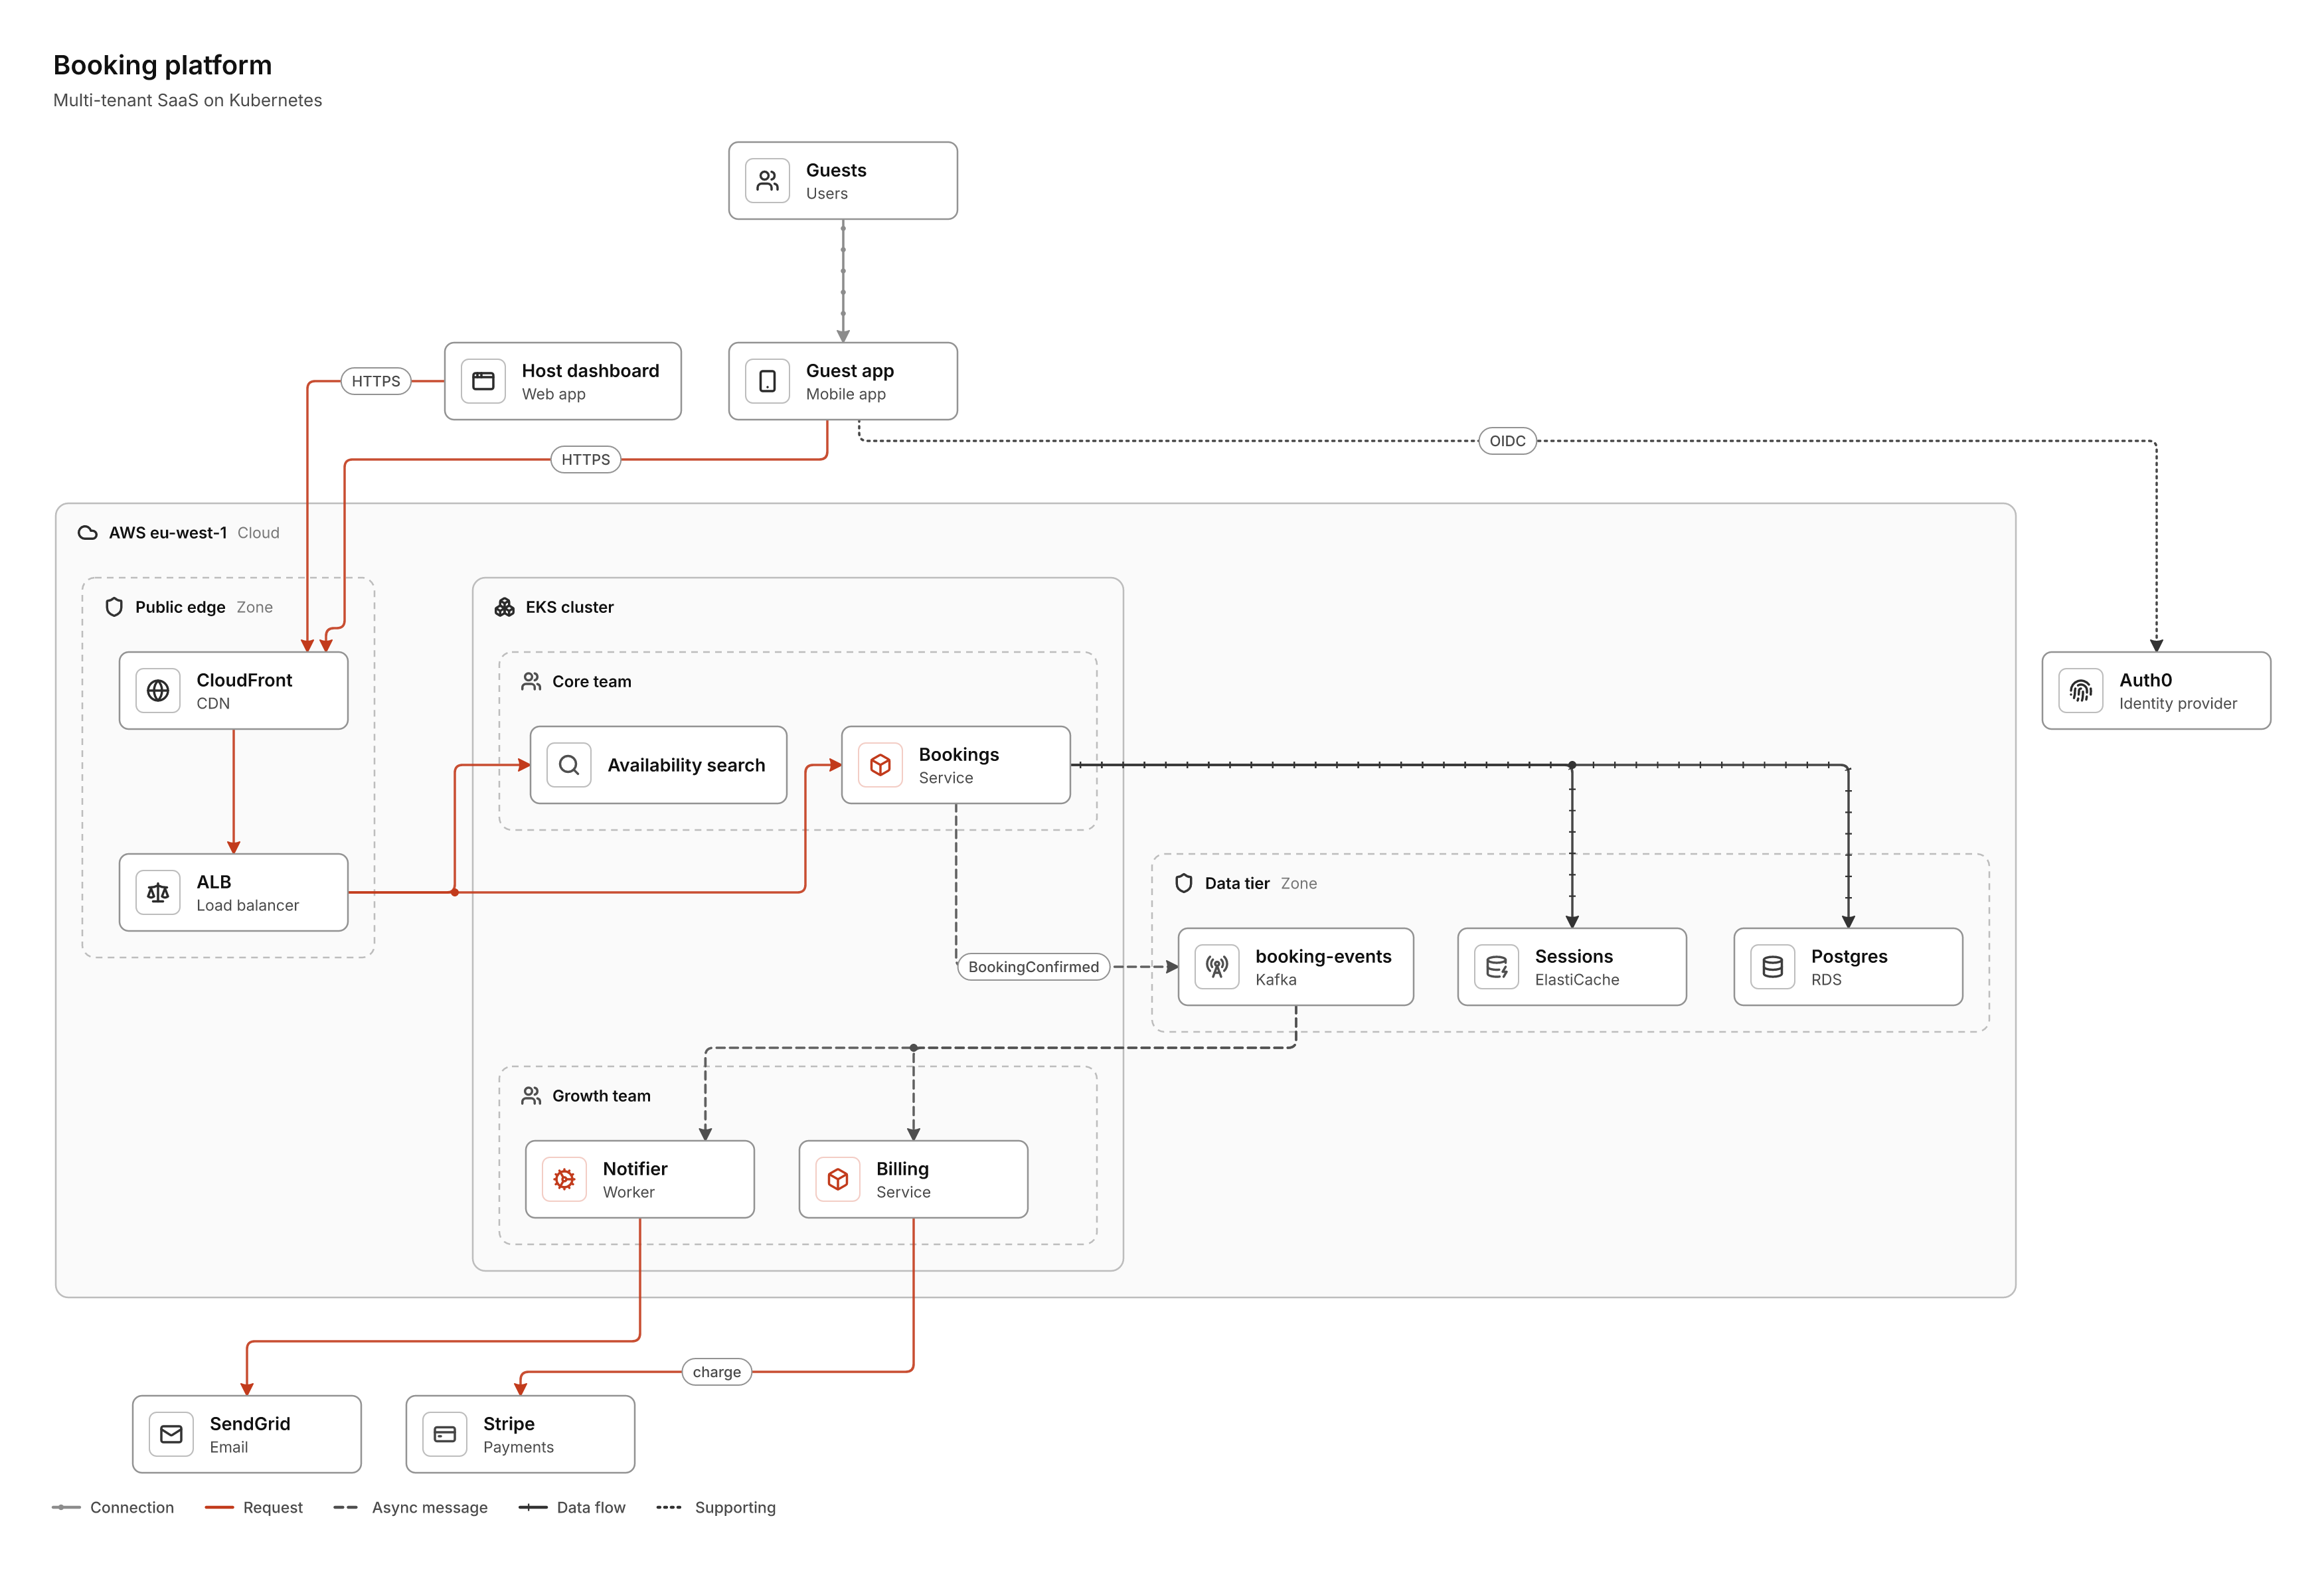 Booking platform
Multi-tenant SaaS on Kubernetes
Guests
Users
Host dashboard
Web app
Guest app
Mobile app
HTTPS
HTTPS
OIDC
AWS eu-west-1 Cloud
Public edge Zone
EKS cluster
CloudFront
CDN
Core team
Auth0
Identity provider
Availability search
Bookings
Service
ALB
Load balancer
Data tier Zone
BookingConfirmed
booking-events
Kafka
Sessions
ElastiCache
Postgres
RDS
Growth team
Notifier
Worker
Billing
Service
charge
SendGrid
Email
Stripe
Payments
Connection
Request
Async message
Data flow
Supporting